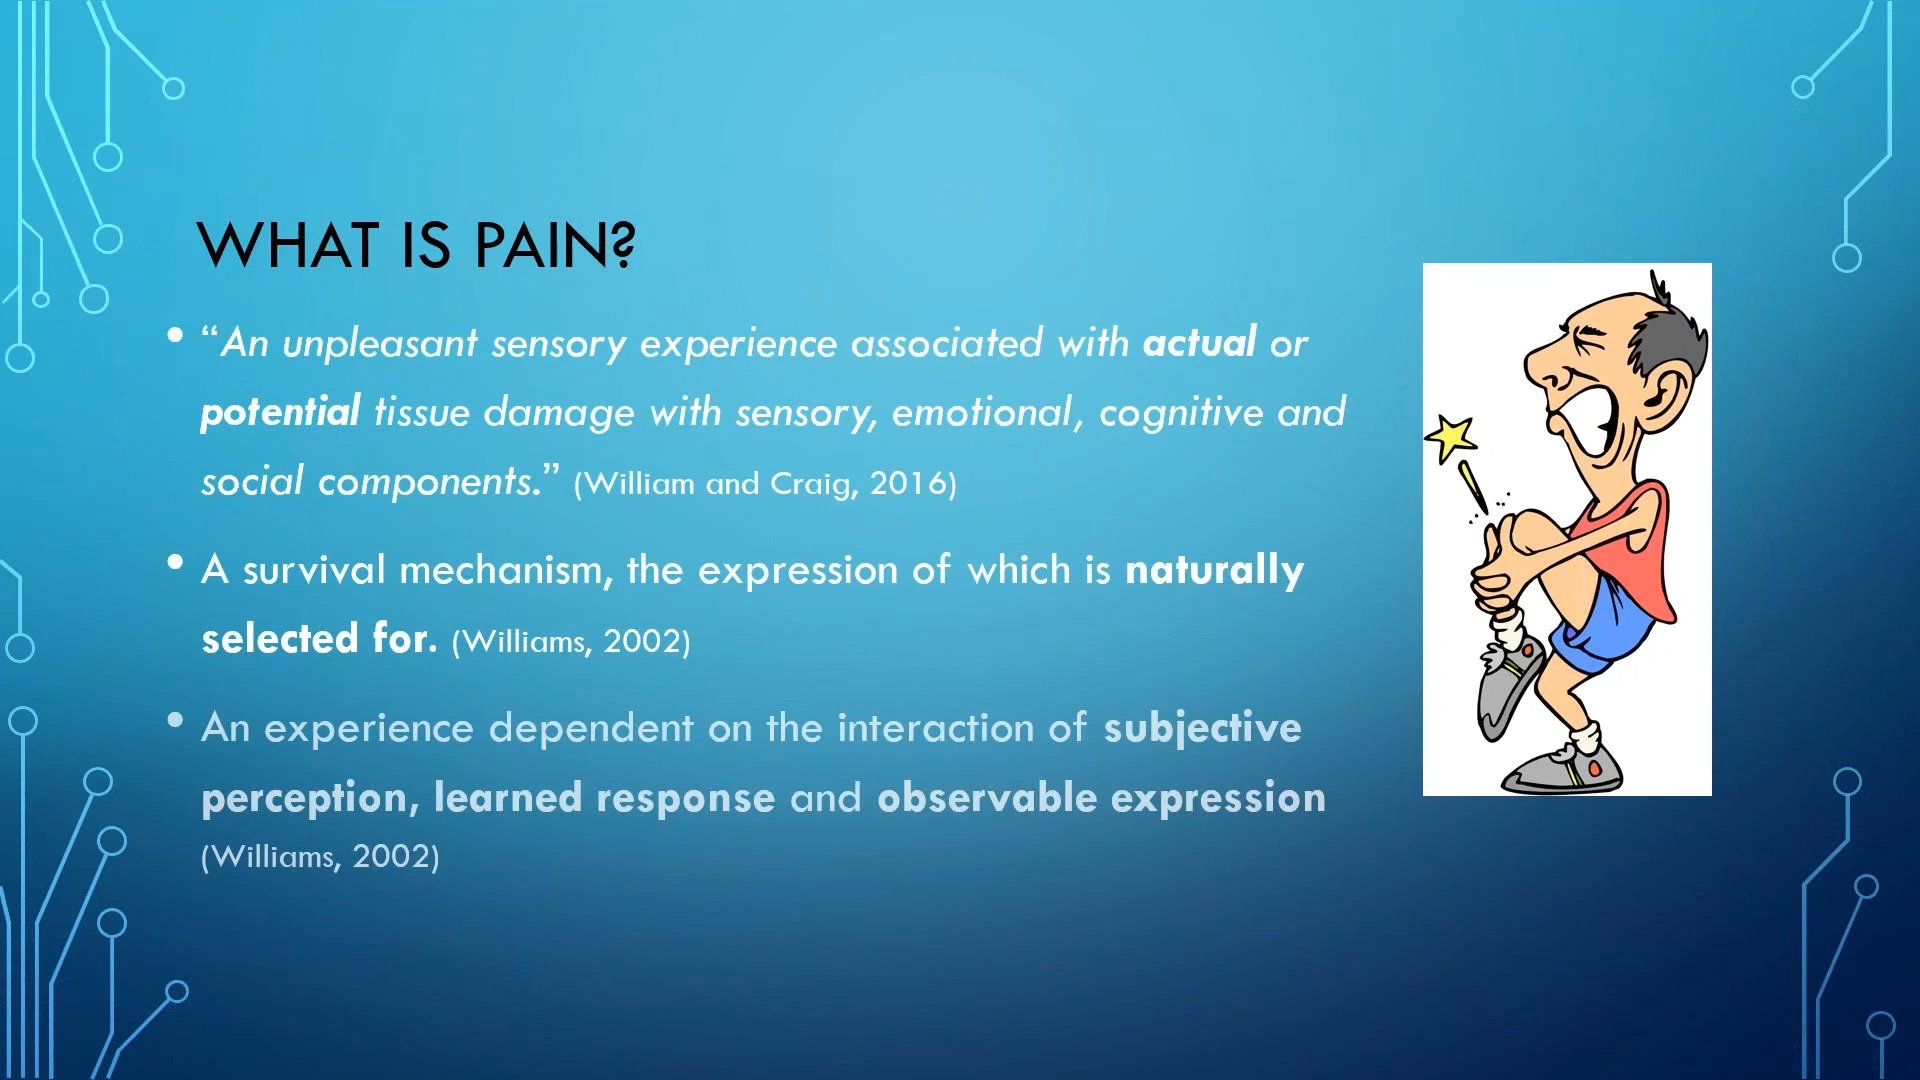 WHAT IS PAIN?
• “An unpleasant sensory experience associated with actual or
potential tissue damage with sensory, emotional, cognitive and
social components.” (William and Craig, 2016)
• A survival mechanism, the expression of which is naturally
selected for. (Williams, 2002)
• An experience dependent on the interaction of subjective
perception, learned response and observable expression
(Williams, 2002)